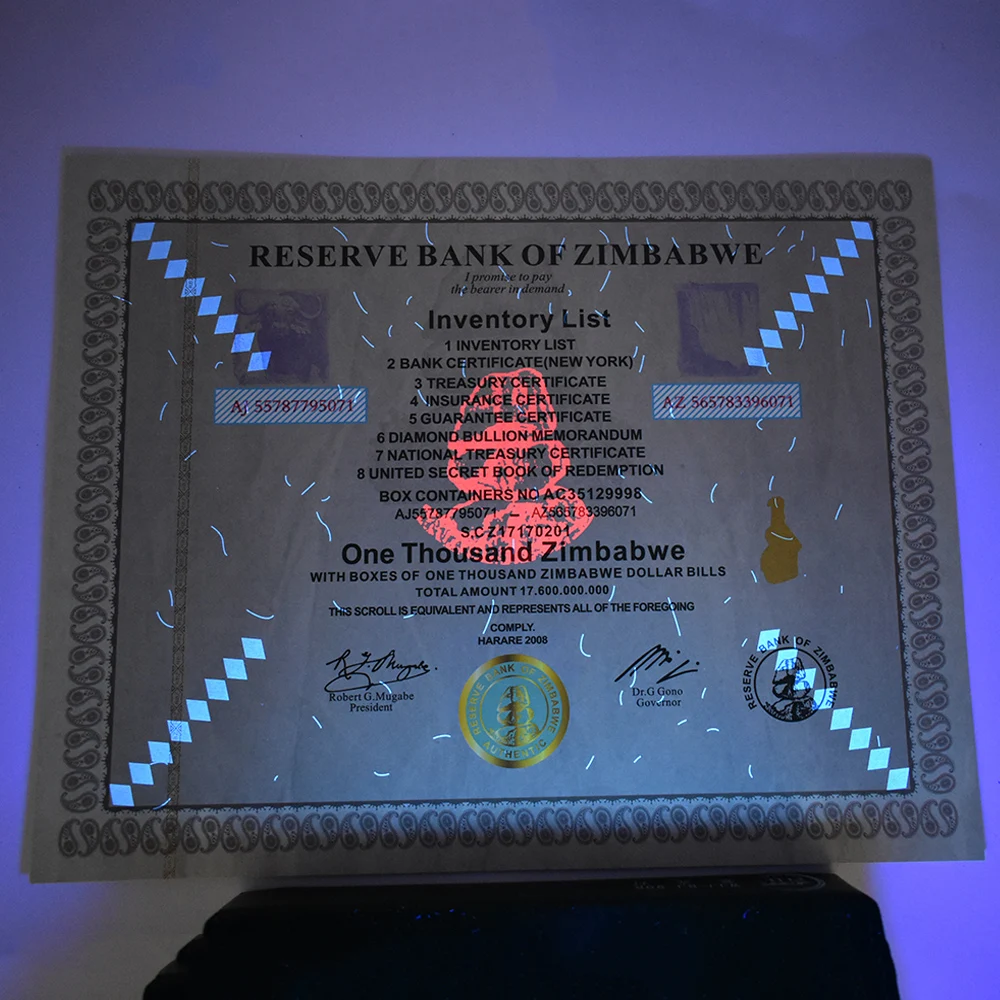 RESERVE BANK OF ZIMBABWE
I promise to pay
the bearer in demand
Inventory List
1 INVENTORY LIST
2 BANK CERTIFICATE(NEW YORK)
3 TREASURY CERTIFICATE
4 INSURANCE CERTIFICATE
5 GUARANTEE CERTIFICATE
6 DIAMOND BULLION MEMORANDUM
7 NATIONAL TREASURY CERTIFICATE
8 UNITED SECRET BOOK OF REDEMPTION
AJ 55787795071
AZ 565783396071
BOX CONTAINERS NO AC35129998
AJ55787795071 – AZ565783396071
S.C-Z17170201
One Thousand Zimbabwe
WITH BOXES OF ONE THOUSAND ZIMBABWE DOLLAR BILLS
TOTAL AMOUNT 17.600.000.000
THIS SCROLL IS EQUIVALENT AND REPRESENTS ALL OF THE FOREGOING
COMPLY.
HARARE 2008
Robert G.Mugabe
President
RESERVE BANK OF ZIMBABWE
AUTHENTIC
Dr.G Gono
Governor
RESERVE BANK OF ZIMBABWE